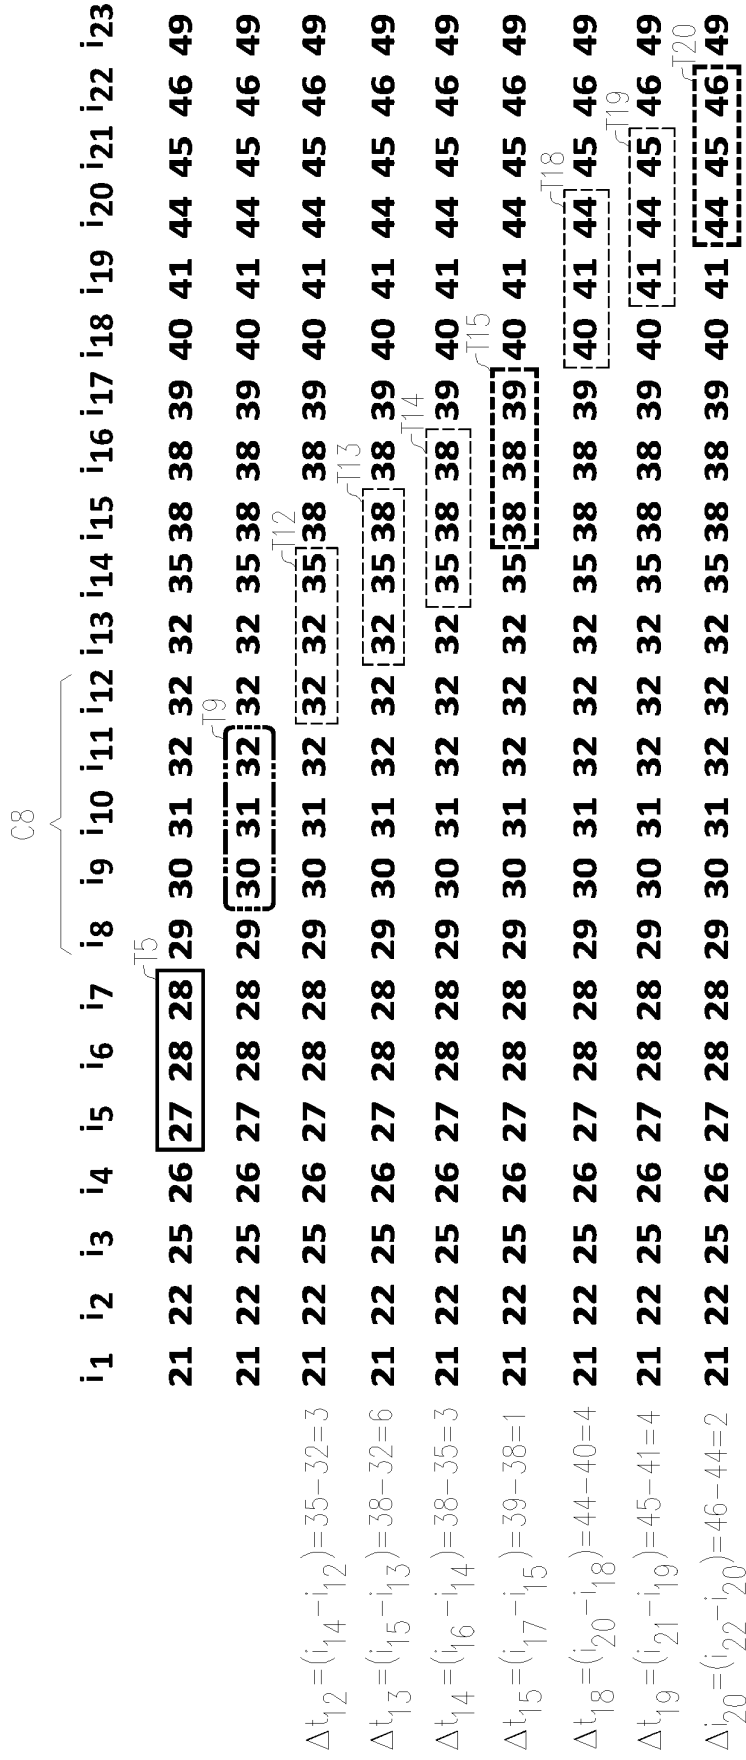 C8
i1 i2 i3 i4 i5 i6 i7 i8 i9 i10 i11 i12 i13 i14 i15 i16 i17 i18 i19 i20 i21 i22 i23
T5
21 22 25 26 27 28 28 29 30 31 32 32 32 35 38 38 39 40 41 44 45 46 49
T9
21 22 25 26 27 28 28 29 30 31 32 32 32 35 38 38 39 40 41 44 45 46 49
T12
Δt12=(i14−i12)=35−32=3 21 22 25 26 27 28 28 29 30 31 32 32 32 35 38 38 39 40 41 44 45 46 49
T13
Δt13=(i15−i13)=38−32=6 21 22 25 26 27 28 28 29 30 31 32 32 32 35 38 38 39 40 41 44 45 46 49
T14
Δt14=(i16−i14)=38−35=3 21 22 25 26 27 28 28 29 30 31 32 32 32 35 38 38 39 40 41 44 45 46 49
T15
Δt15=(i17−i15)=39−38=1 21 22 25 26 27 28 28 29 30 31 32 32 32 35 38 38 39 40 41 44 45 46 49
T18
Δt18=(i20−i18)=44−40=4 21 22 25 26 27 28 28 29 30 31 32 32 32 35 38 38 39 40 41 44 45 46 49
T19
Δt19=(i21−i19)=45−41=4 21 22 25 26 27 28 28 29 30 31 32 32 32 35 38 38 39 40 41 44 45 46 49
T20
Δi20=(i22−i20)=46−44=2 21 22 25 26 27 28 28 29 30 31 32 32 32 35 38 38 39 40 41 44 45 46 49